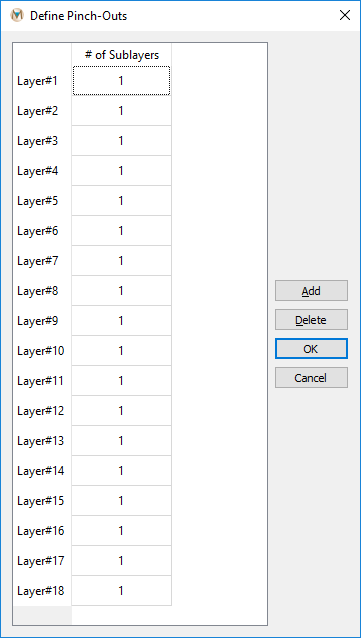 Define Pinch-Outs
# of Sublayers
Layer#1 1
Layer#2 1
Layer#3 1
Layer#4 1
Layer#5 1
Layer#6 1
Layer#7 1
Layer#8 1
Layer#9 1
Layer#10 1
Layer#11 1
Layer#12 1
Layer#13 1
Layer#14 1
Layer#15 1
Layer#16 1
Layer#17 1
Layer#18 1
Add
Delete
OK
Cancel